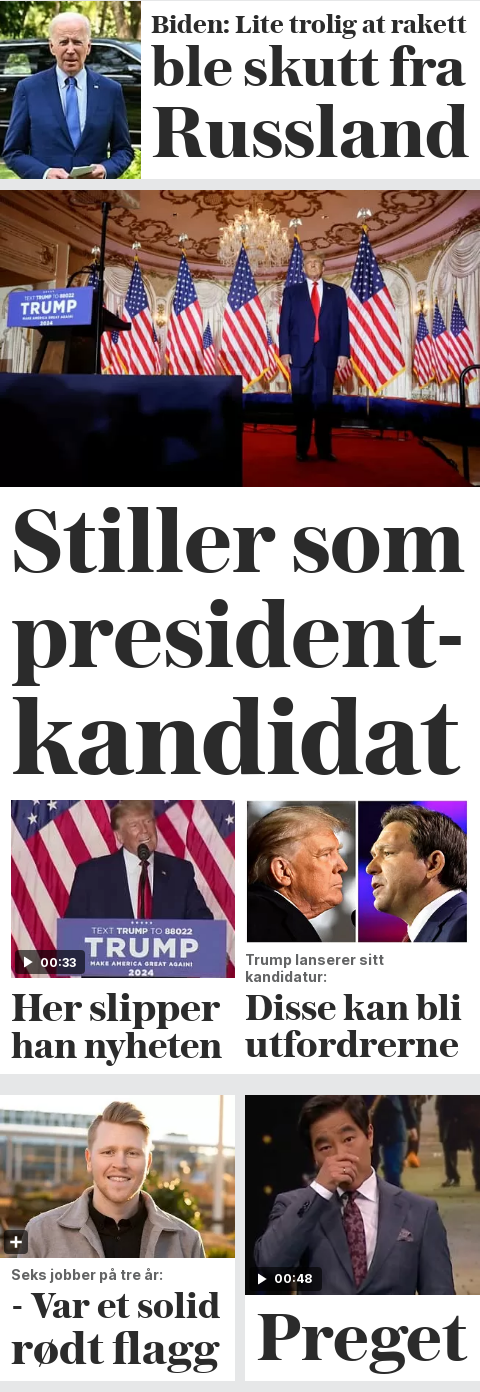 Biden: Lite trolig at rakett
ble skutt fra
Russland
TEXT TRUMP TO 88022
TRUMP
MAKE AMERICA GREAT AGAIN!
2024
Stiller som
president-
kandidat
TEXT TRUMP TO 88022
TRUMP
MAKE AMERICA GREAT AGAIN!
2024
00:33
Her slipper
han nyheten
Trump lanserer sitt
kandidatur:
Disse kan bli
utfordrerne
Seks jobber på tre år:
- Var et solid
rødt flagg
00:48
Preget